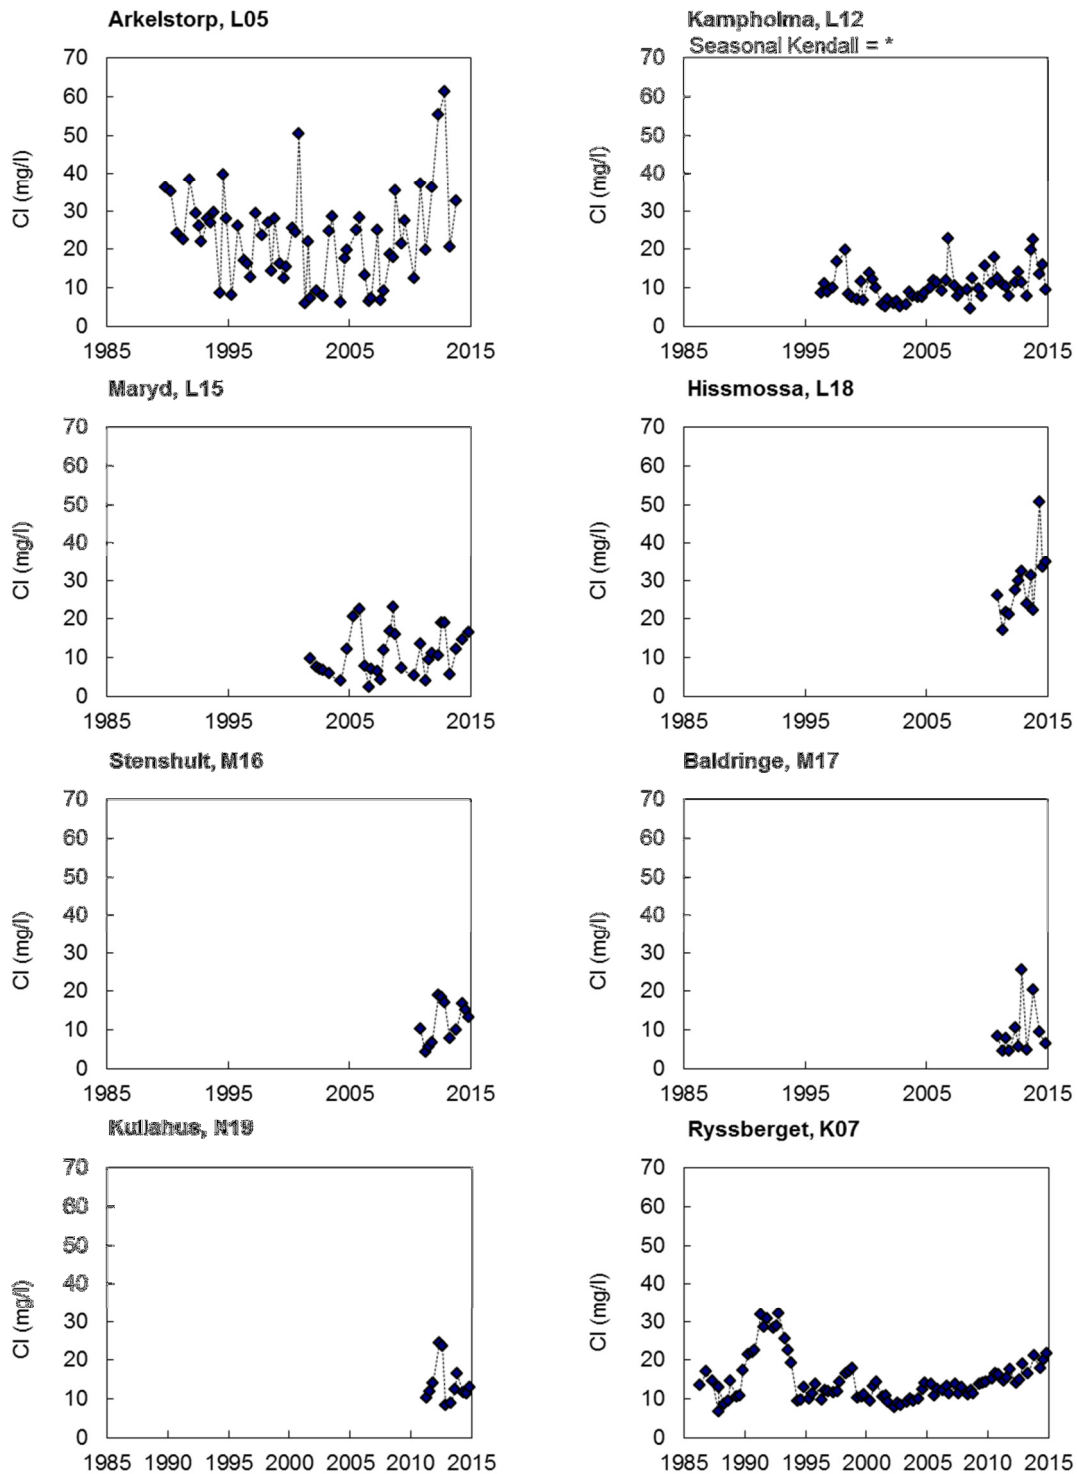 Arkelstorp, L05
70
60
50
40
30
20
10
0
Cl (mg/l)
1985 1995 2005 2015
Kampholma, L12
Seasonal Kendall = *
70
60
50
40
30
20
10
0
Cl (mg/l)
1985 1995 2005 2015
Maryd, L15
70
60
50
40
30
20
10
0
Cl (mg/l)
1985 1995 2005 2015
Hissmossa, L18
70
60
50
40
30
20
10
0
Cl (mg/l)
1985 1995 2005 2015
Stenshult, M16
70
60
50
40
30
20
10
0
Cl (mg/l)
1985 1995 2005 2015
Baldringe, M17
70
60
50
40
30
20
10
0
Cl (mg/l)
1985 1995 2005 2015
Kullahus, N19
70
60
50
40
30
20
10
0
Cl (mg/l)
1985 1990 1995 2000 2005 2010 2015
Ryssberget, K07
70
60
50
40
30
20
10
0
Cl (mg/l)
1985 1990 1995 2000 2005 2010 2015